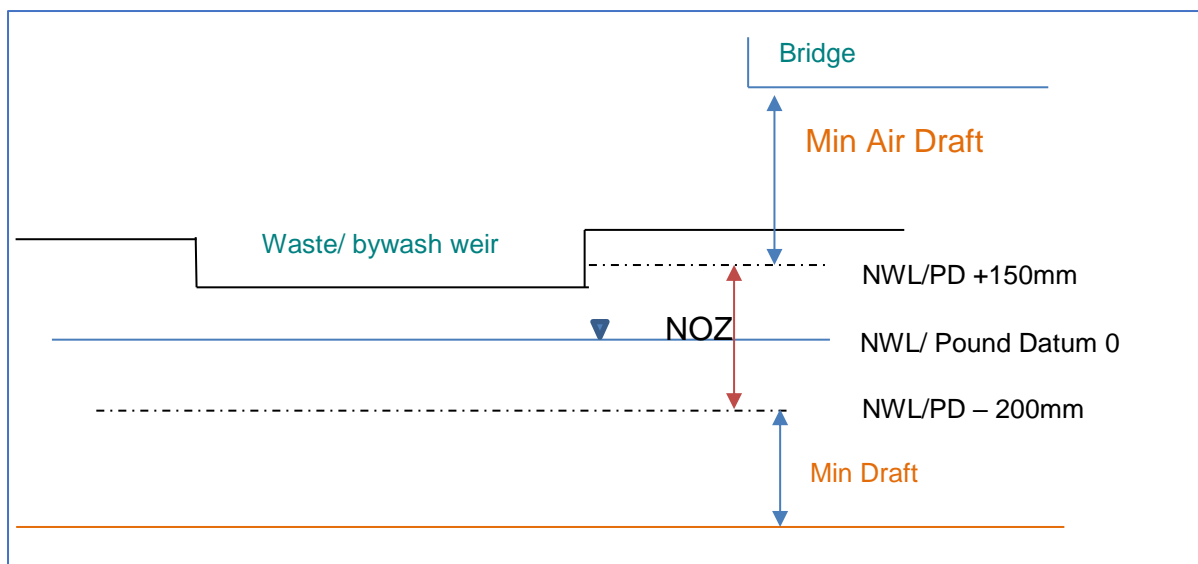 Bridge
Min Air Draft
Waste/ bywash weir
NWL/PD +150mm
NOZ
NWL/ Pound Datum 0
NWL/PD – 200mm
Min Draft